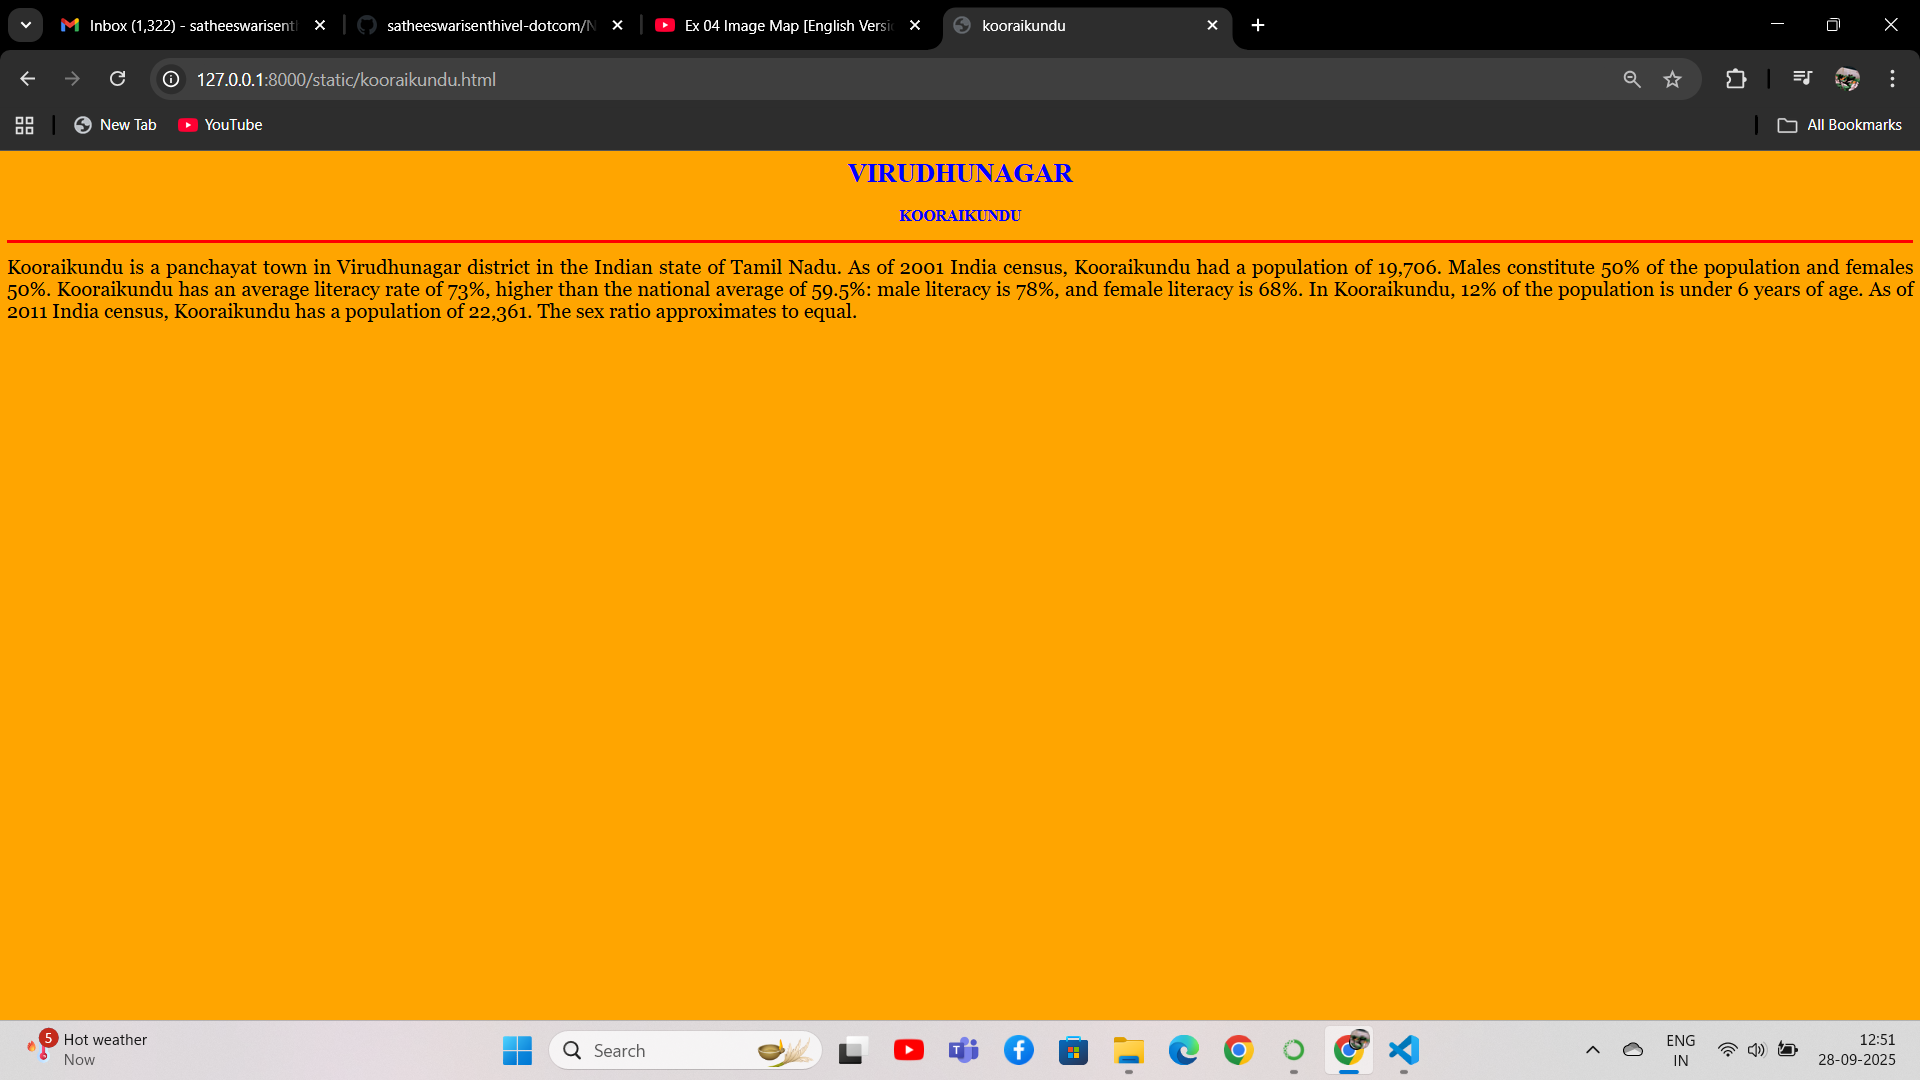 Inbox (1,322) - satheeswarisenti
satheeswarisenthivel-dotcom/N
Ex 04 Image Map [English Versi
kooraikundu
127.0.0.1:8000/static/kooraikundu.html
New Tab
YouTube
All Bookmarks
VIRUDHUNAGAR
KOORAIKUNDU
Kooraikundu is a panchayat town in Virudhunagar district in the Indian state of Tamil Nadu. As of 2001 India census, Kooraikundu had a population of 19,706. Males constitute 50% of the population and females
50%. Kooraikundu has an average literacy rate of 73%, higher than the national average of 59.5%: male literacy is 78%, and female literacy is 68%. In Kooraikundu, 12% of the population is under 6 years of age. As of
2011 India census, Kooraikundu has a population of 22,361. The sex ratio approximates to equal.
5
Hot weather
Now
Search
ENG
IN
12:51
28-09-2025